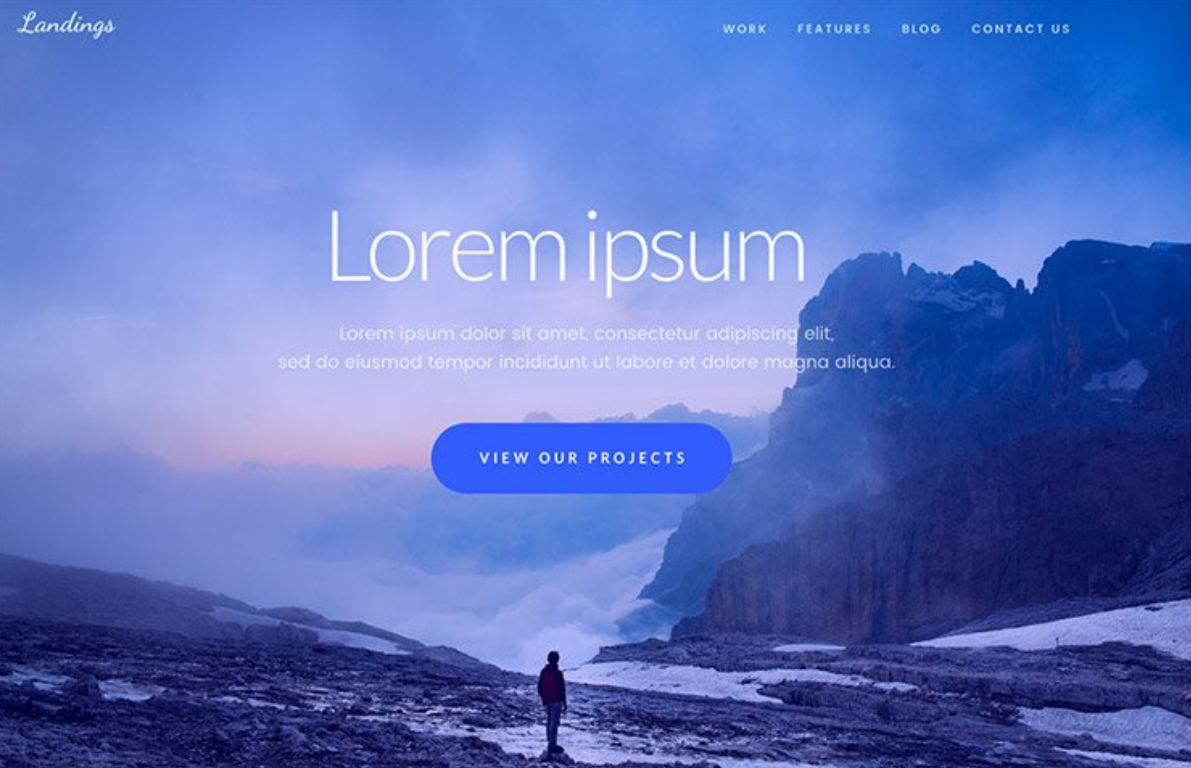 Landings
WORK FEATURES BLOG CONTACT US
Lorem ipsum
Lorem ipsum dolor sit amet, consectetur adipiscing elit,
sed do eiusmod tempor incididunt ut labore et dolore magna aliqua.
VIEW OUR PROJECTS